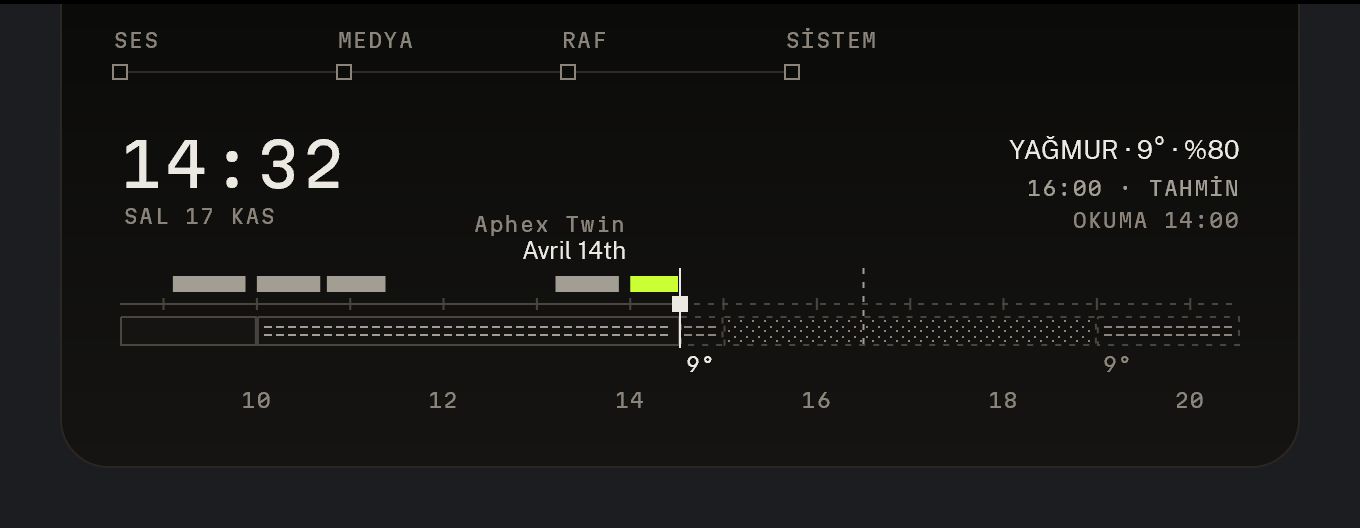 SES MEDYA RAF SİSTEM
14:32
SAL 17 KAS
YAĞMUR · 9° · %80
16:00 · TAHMİN
OKUMA 14:00
Aphex Twin
Avril 14th
9° 9°
10 12 14 16 18 20